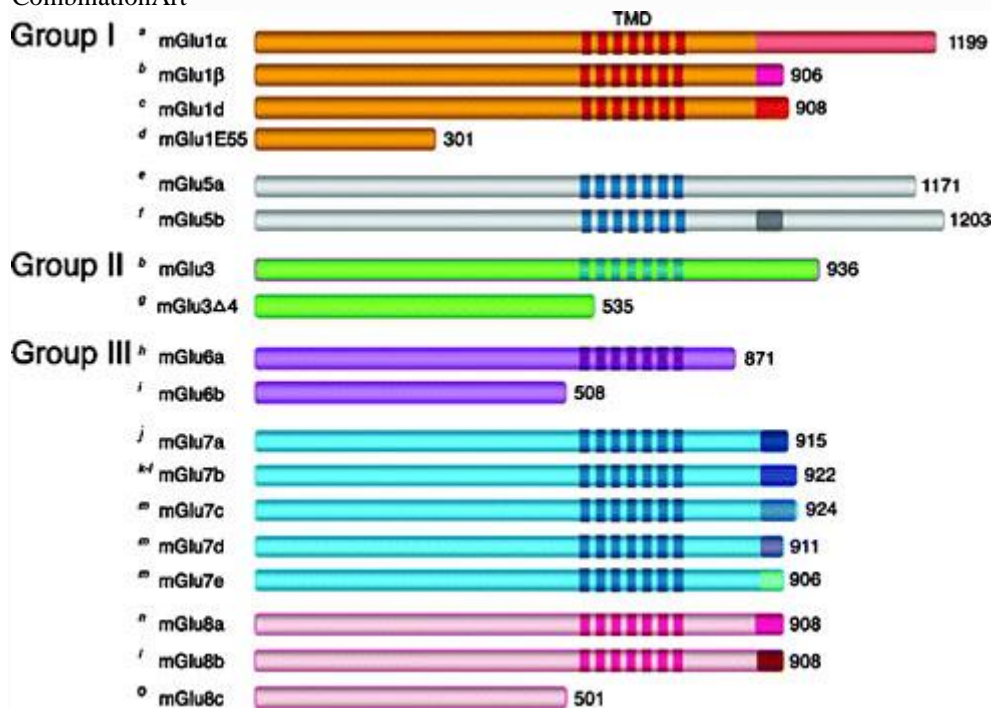 CombinationArt
TMD
Group I a mGlu1α 1199
b mGlu1β 906
c mGlu1d 908
d mGlu1E55 301
e mGlu5a 1171
f mGlu5b 1203
Group II b mGlu3 936
g mGlu3Δ4 535
Group III h mGlu6a 871
i mGlu6b 508
j mGlu7a 915
k-l mGlu7b 922
m mGlu7c 924
m mGlu7d 911
m mGlu7e 906
n mGlu8a 908
i mGlu8b 908
o mGlu8c 501